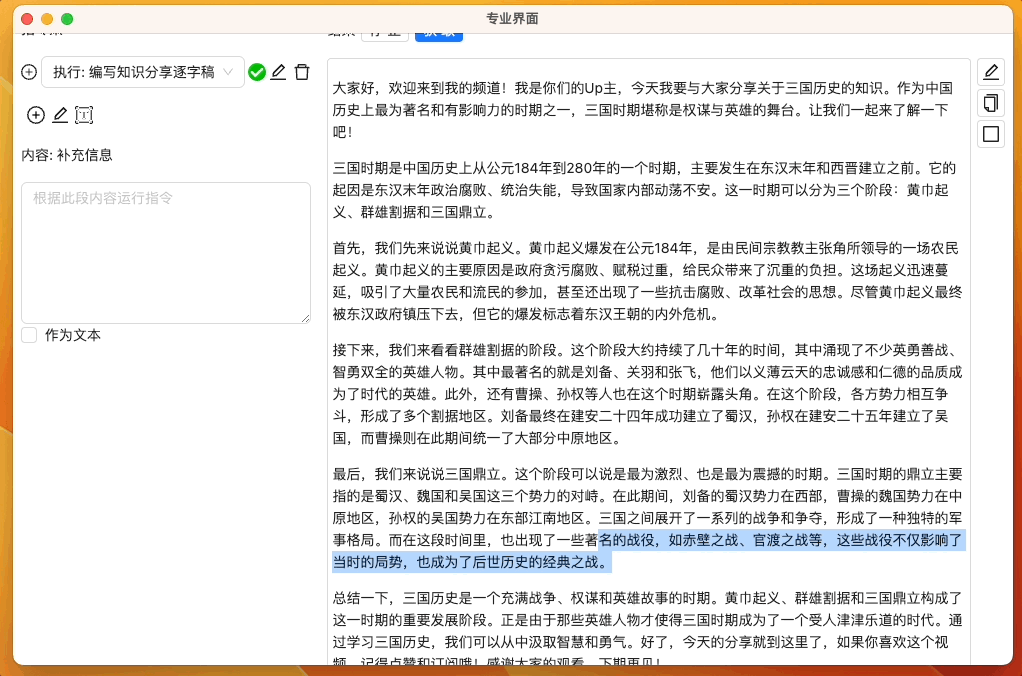 专业界面
执行: 编写知识分享逐字稿
内容: 补充信息
根据此段内容运行指令
作为文本
大家好，欢迎来到我的频道！我是你们的Up主，今天我要与大家分享关于三国历史的知识。作为中国
历史上最为著名和有影响力的时期之一，三国时期堪称是权谋与英雄的舞台。让我们一起来了解一下
吧！
三国时期是中国历史上从公元184年到280年的一个时期，主要发生在东汉末年和西晋建立之前。它的
起因是东汉末年政治腐败、统治失能，导致国家内部动荡不安。这一时期可以分为三个阶段：黄巾起
义、群雄割据和三国鼎立。
首先，我们先来说说黄巾起义。黄巾起义爆发在公元184年，是由民间宗教教主张角所领导的一场农民
起义。黄巾起义的主要原因是政府贪污腐败、赋税过重，给民众带来了沉重的负担。这场起义迅速蔓
延，吸引了大量农民和流民的参加，甚至还出现了一些抗击腐败、改革社会的思想。尽管黄巾起义最终
被东汉政府镇压下去，但它的爆发标志着东汉王朝的内外危机。
接下来，我们来看看群雄割据的阶段。这个阶段大约持续了几十年的时间，其中涌现了不少英勇善战、
智勇双全的英雄人物。其中最著名的就是刘备、关羽和张飞，他们以义薄云天的忠诚感和仁德的品质成
为了时代的英雄。此外，还有曹操、孙权等人也在这个时期崭露头角。在这个阶段，各方势力相互争
斗，形成了多个割据地区。刘备最终在建安二十四年成功建立了蜀汉，孙权在建安二十五年建立了吴
国，而曹操则在此期间统一了大部分中原地区。
最后，我们来说说三国鼎立。这个阶段可以说是最为激烈、也是最为震撼的时期。三国时期的鼎立主要
指的是蜀汉、魏国和吴国这三个势力的对峙。在此期间，刘备的蜀汉势力在西部，曹操的魏国势力在中
原地区，孙权的吴国势力在东部江南地区。三国之间展开了一系列的战争和争夺，形成了一种独特的军
事格局。而在这段时间里，也出现了一些著名的战役，如赤壁之战、官渡之战等，这些战役不仅影响了
当时的局势，也成为了后世历史的经典之战。
总结一下，三国历史是一个充满战争、权谋和英雄故事的时期。黄巾起义、群雄割据和三国鼎立构成了
这一时期的重要发展阶段。正是由于那些英雄人物才使得三国时期成为了一个受人津津乐道的时代。通
过学习三国历史，我们可以从中汲取智慧和勇气。好了，今天的分享就到这里了，如果你喜欢这个视
频，记得点赞和订阅哦！感谢大家的观看，下期再见！